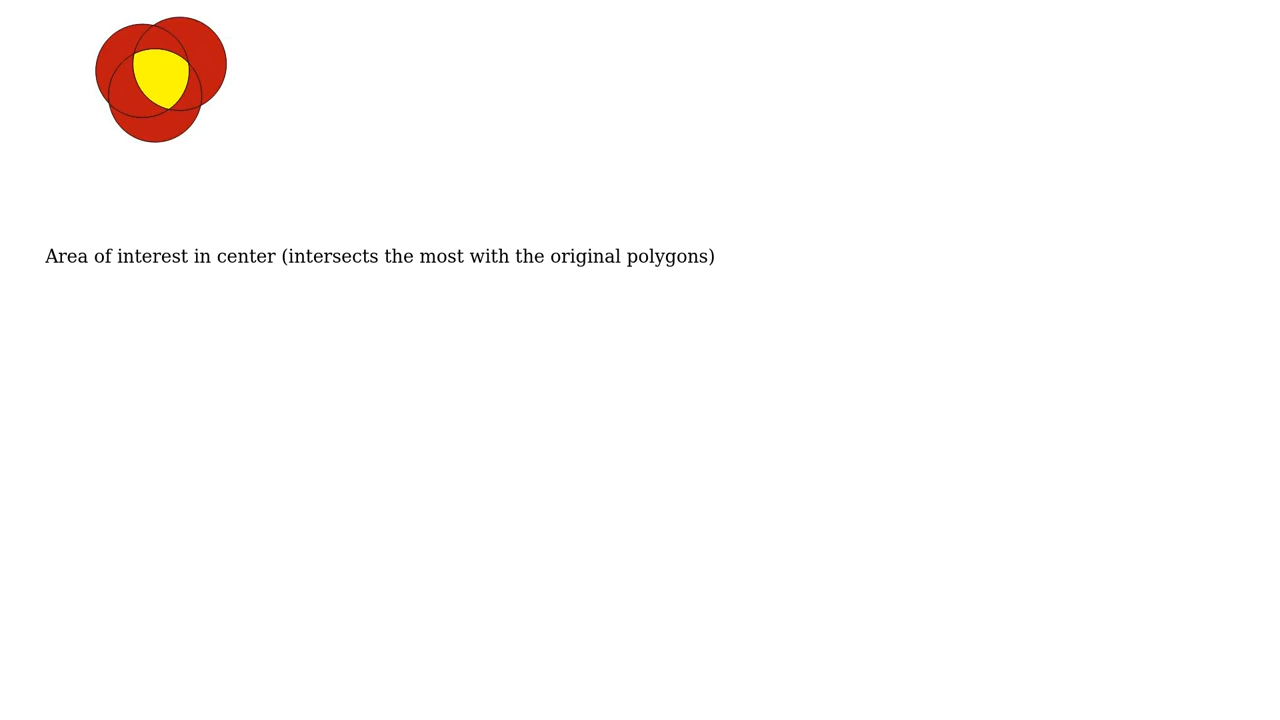 Area of interest in center (intersects the most with the original polygons)